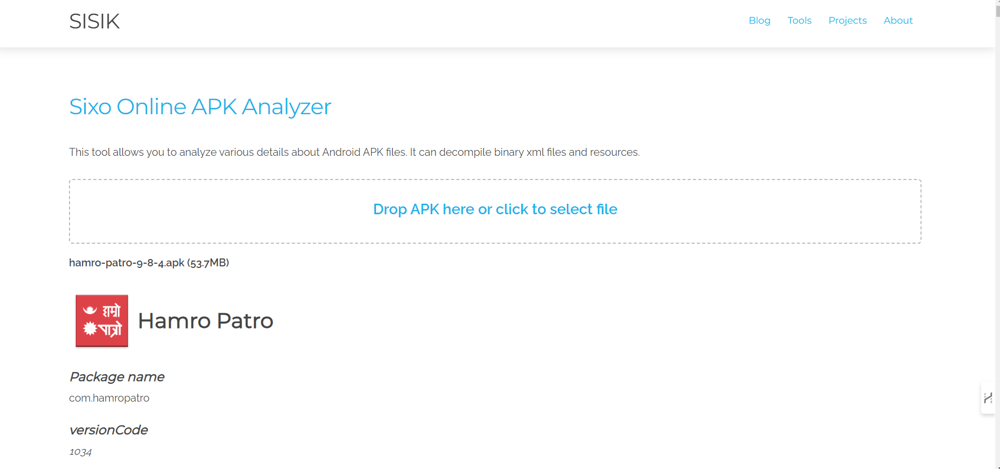 SISIK
Blog Tools Projects About
Sixo Online APK Analyzer
This tool allows you to analyze various details about Android APK files. It can decompile binary xml files and resources.
Drop APK here or click to select file
hamro-patro-9-8-4.apk (53.7MB)
हाम्रो
पात्रो
Hamro Patro
Package name
com.hamropatro
versionCode
1034